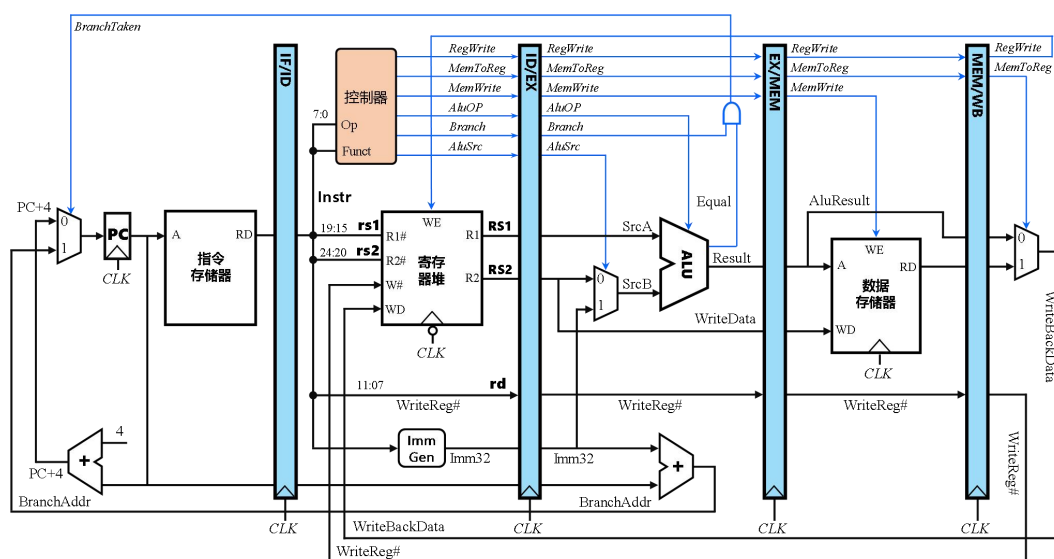 BranchTaken
IF/ID
控制器
7:0
Op
Funct
RegWrite
MemToReg
MemWrite
AluOP
Branch
AluSrc
ID/EX
RegWrite
MemToReg
MemWrite
AluOP
Branch
AluSrc
EX/MEM
RegWrite
MemToReg
MemWrite
MEM/WB
RegWrite
MemToReg
PC+4
0
1
PC
CLK
A
RD
指令
存储器
Instr
19:15
rs1
24:20
rs2
WE
R1#
R2#
W#
WD
R1
R2
寄存
器堆
CLK
RS1
RS2
0
1
SrcA
SrcB
ALU
Equal
Result
WriteData
AluResult
WE
A
RD
数据
存储器
WD
CLK
0
1
WriteBackData
11:07
rd
WriteReg#
WriteReg#
WriteReg#
WriteReg#
4
+
PC+4
BranchAddr
Imm
Gen
Imm32
Imm32
+
BranchAddr
CLK
CLK
CLK
CLK
WriteBackData
WriteReg#